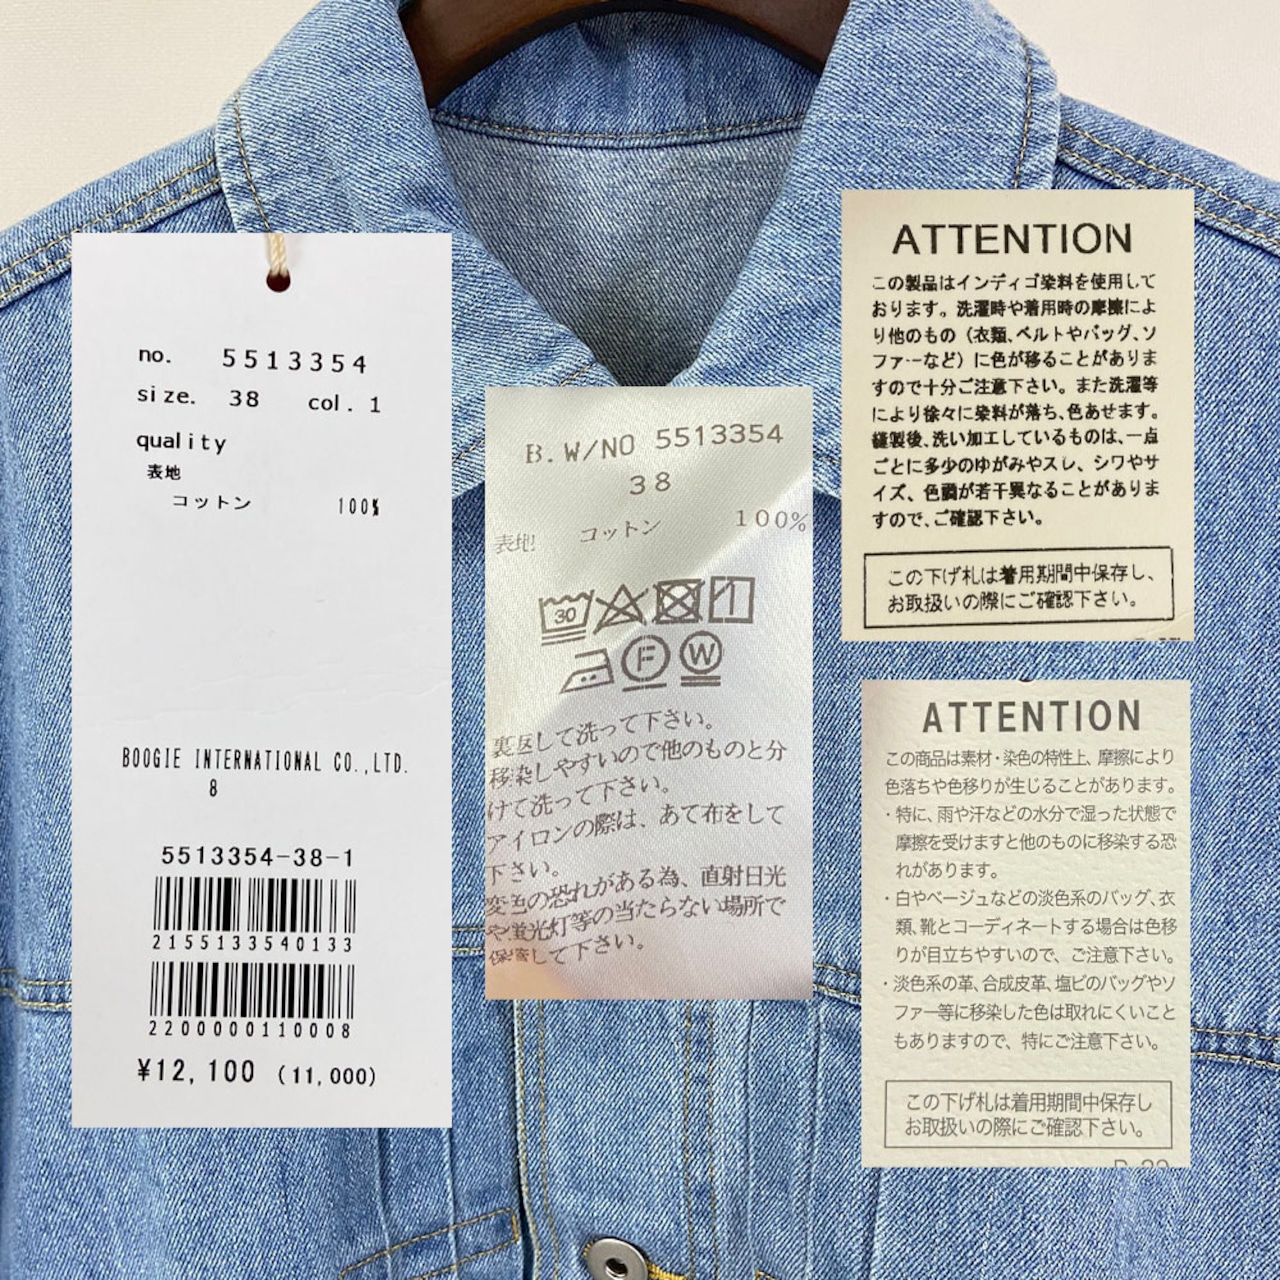 no. 5513354
size. 38 col. 1
quality
表地
コットン 100%
BOOGIE INTERNATIONAL CO.,LTD.
8
5513354-38-1
2155133540133
2200000110008
¥12,100 (11,000)
B.W/NO 5513354
38
表地 コットン 100%
30
F W
裏返して洗って下さい。
移染しやすいので他のものと分
けて洗って下さい。
アイロンの際は、あて布をして
下さい。
変色の恐れがある為、直射日光
や蛍光灯等の当たらない場所で
保管して下さい。
ATTENTION
この製品はインディゴ染料を使用して
おります。洗濯時や着用時の摩擦によ
り他のもの（衣類、ベルトやバッグ、ソ
ファーなど）に色が移ることがありま
すので十分ご注意下さい。また洗濯等
により徐々に染料が落ち、色あせます。
縫製後、洗い加工しているものは、一点
ごとに多少のゆがみやスレ、シワやサ
イズ、色調が若干異なることがありま
すので、ご確認下さい。
この下げ札は着用期間中保存し、
お取扱いの際にご確認下さい。
ATTENTION
この商品は素材・染色の特性上、摩擦により
色落ちや色移りが生じることがあります。
・特に、雨や汗などの水分で湿った状態で
摩擦を受けますと他のものに移染する恐
れがあります。
・白やベージュなどの淡色系のバッグ、衣
類、靴とコーディネートする場合は色移
りが目立ちやすいので、ご注意下さい。
・淡色系の革、合成皮革、塩ビのバッグやソ
ファー等に移染した色は取れにくいこと
もありますので、特にご注意下さい。
この下げ札は着用期間中保存し
お取扱いの際にご確認下さい。